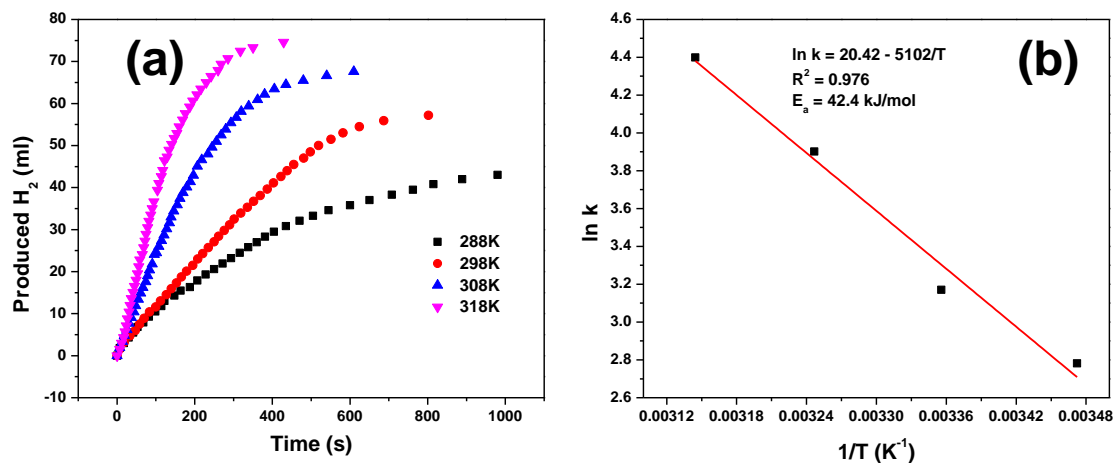 (a)
80
70
60
50
40
30
20
10
0
-10
Produced H₂ (ml)
288K
298K
308K
318K
0 200 400 600 800 1000
Time (s)
(b)
ln k = 20.42 - 5102/T
R² = 0.976
Eₐ = 42.4 kJ/mol
4.6
4.4
4.2
4.0
3.8
3.6
3.4
3.2
3.0
2.8
2.6
ln k
0.00312 0.00318 0.00324 0.00330 0.00336 0.00342 0.00348
1/T (K⁻¹)